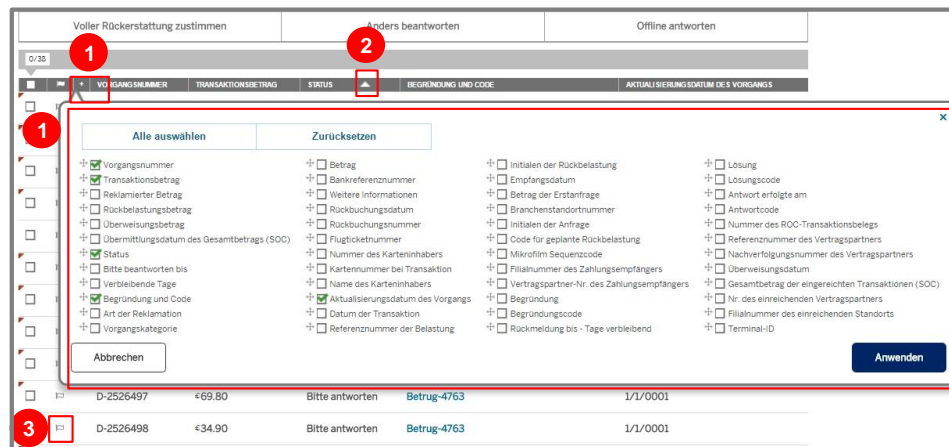 Voller Rückerstattung zustimmen
Anders beantworten
Offline antworten
0/38
1
2
+ VORGANGSNUMMER TRANSAKTIONSBETRAG STATUS BEGRÜNDUNG UND CODE AKTUALISIERUNGSDATUM DES VORGANGS
1
×
Alle auswählen
Zurücksetzen
Vorgangsnummer
Transaktionsbetrag
Reklamierter Betrag
Rückbelastungsbetrag
Überweisungsbetrag
Übermittlungsdatum des Gesamtbetrags (SOC)
Status
Bitte beantworten bis
Verbleibende Tage
Begründung und Code
Art der Reklamation
Vorgangskategorie
Betrag
Bankreferenznummer
Weitere Informationen
Rückbuchungsdatum
Rückbuchungsnummer
Flugticketnummer
Nummer des Karteninhabers
Kartennummer bei Transaktion
Name des Karteninhabers
Aktualisierungsdatum des Vorgangs
Datum der Transaktion
Referenznummer der Belastung
Initialen der Rückbelastung
Empfangsdatum
Betrag der Erstanfrage
Branchenstandortnummer
Initialen der Anfrage
Code für geplante Rückbelastung
Mikrofilm Sequenzcode
Filialnummer des Zahlungsempfängers
Vertragspartner-Nr. des Zahlungsempfängers
Begründung
Begründungscode
Rückmeldung bis - Tage verbleibend
Lösung
Lösungscode
Antwort erfolgte am
Antwortcode
Nummer des ROC-Transaktionsbelegs
Referenznummer des Vertragspartners
Nachverfolgungsnummer des Vertragspartners
Überweisungsdatum
Gesamtbetrag der eingereichten Transaktionen (SOC)
Nr. des einreichenden Vertragspartners
Filialnummer des einreichenden Standorts
Terminal-ID
Abbrechen
Anwenden
D-2526497 €69.80 Bitte antworten Betrug-4763 1/1/0001
3
D-2526498 €34.90 Bitte antworten Betrug-4763 1/1/0001